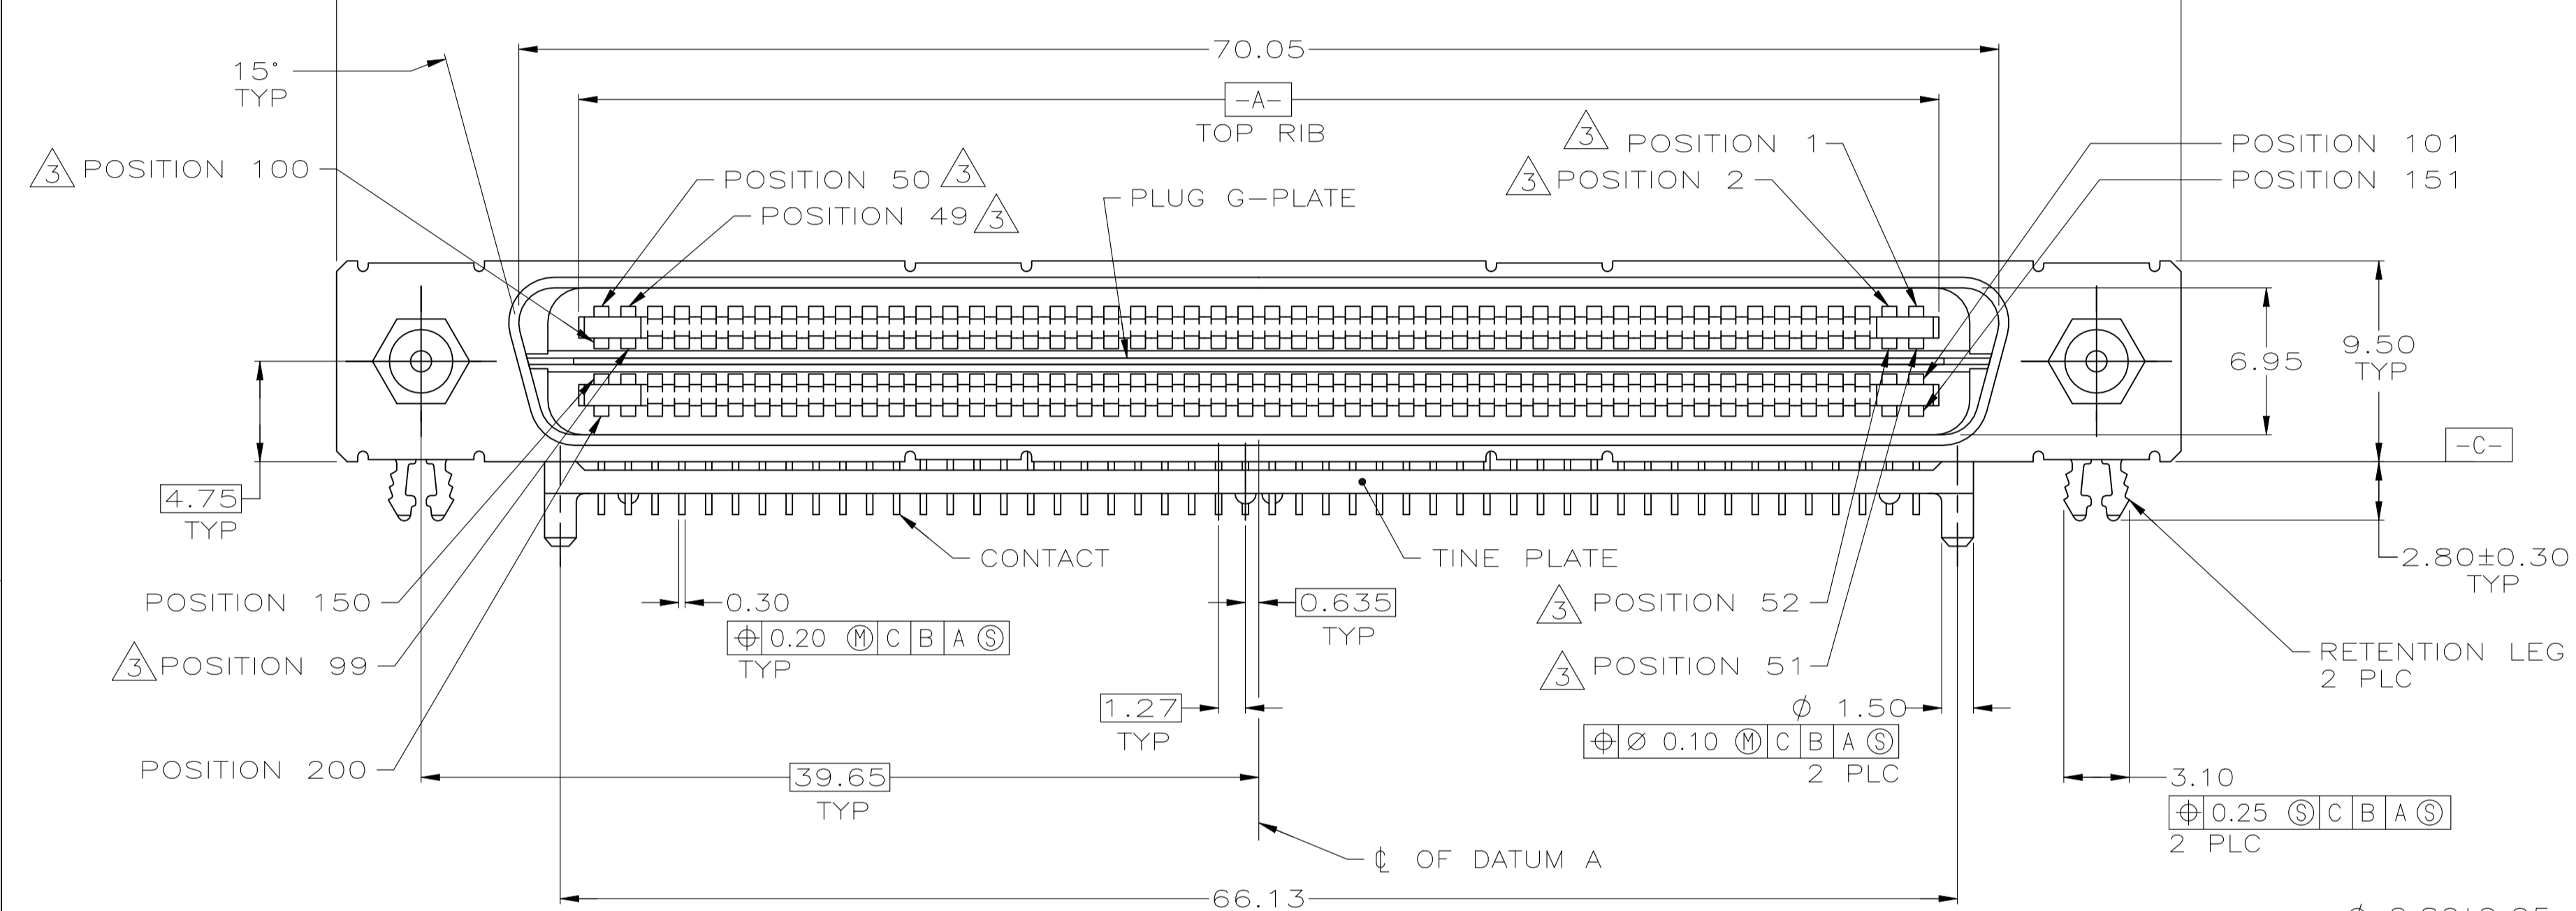 70.05
15°
TYP
-A-
TOP RIB
3 POSITION 1
POSITION 101
3 POSITION 100
POSITION 50 3
3 POSITION 2
POSITION 151
PLUG G-PLATE
POSITION 49 3
6.95
9.50
TYP
-C-
4.75
TYP
CONTACT
TINE PLATE
2.80±0.30
TYP
POSITION 150
0.30
0.635
TYP
3 POSITION 52
⌖ 0.20 Ⓜ C B A Ⓢ
TYP
3 POSITION 99
3 POSITION 51
RETENTION LEG
2 PLC
1.27
TYP
Ø 1.50
⌖ Ø 0.10 Ⓜ C B A Ⓢ
2 PLC
POSITION 200
39.65
TYP
3.10
⌖ 0.25 Ⓢ C B A Ⓢ
2 PLC
℄ OF DATUM A
66.13